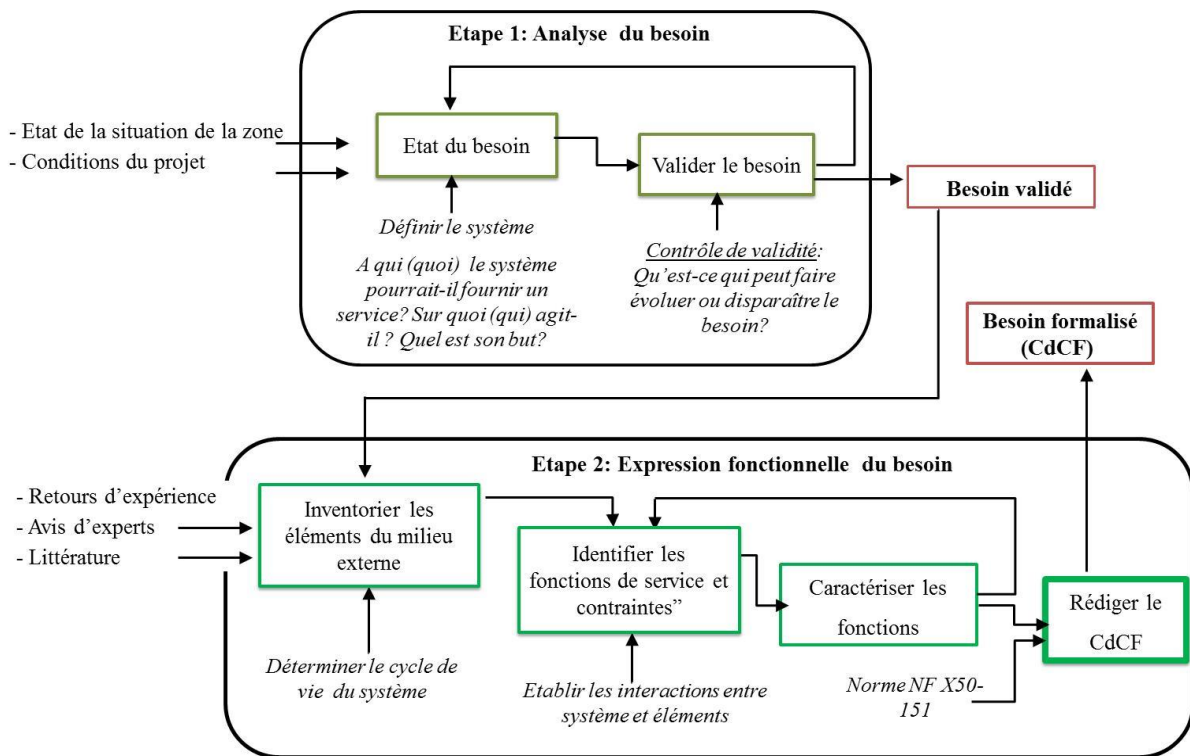 Etape 1: Analyse du besoin
- Etat de la situation de la zone
- Conditions du projet
Etat du besoin
Valider le besoin
Besoin validé
Définir le système
A qui (quoi) le système
pourrait-il fournir un
service? Sur quoi (qui) agit-
il ? Quel est son but?
Contrôle de validité:
Qu’est-ce qui peut faire
évoluer ou disparaître le
besoin?
Besoin formalisé
(CdCF)
Etape 2: Expression fonctionnelle du besoin
- Retours d’expérience
- Avis d’experts
- Littérature
Inventorier les
éléments du milieu
externe
Identifier les
fonctions de service et
contraintes”
Caractériser les
fonctions
Rédiger le
CdCF
Déterminer le cycle de
vie du système
Etablir les interactions entre
système et éléments
Norme NF X50-
151